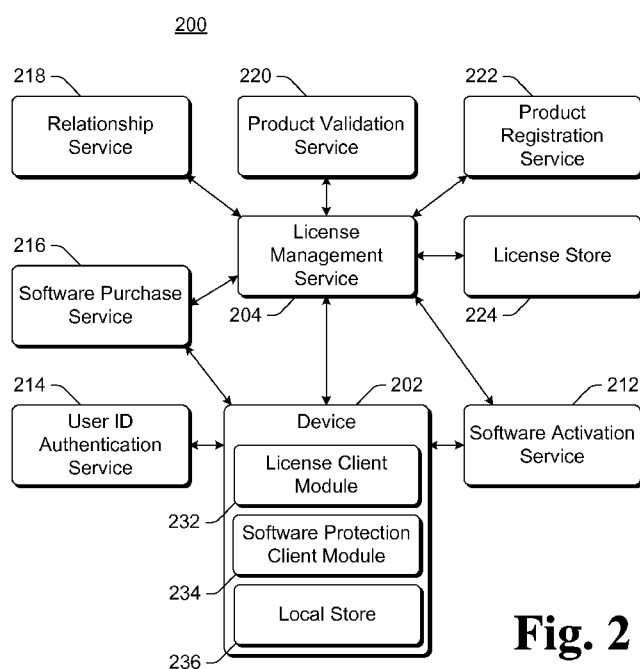 200
218
220
222
Relationship
Service
Product Validation
Service
Product
Registration
Service
216
License
Management
Service
License Store
Software Purchase
Service
204
224
214
202
212
User ID
Authentication
Service
Device
Software Activation
Service
License Client
Module
232
Software Protection
Client Module
234
Local Store
236
Fig. 2